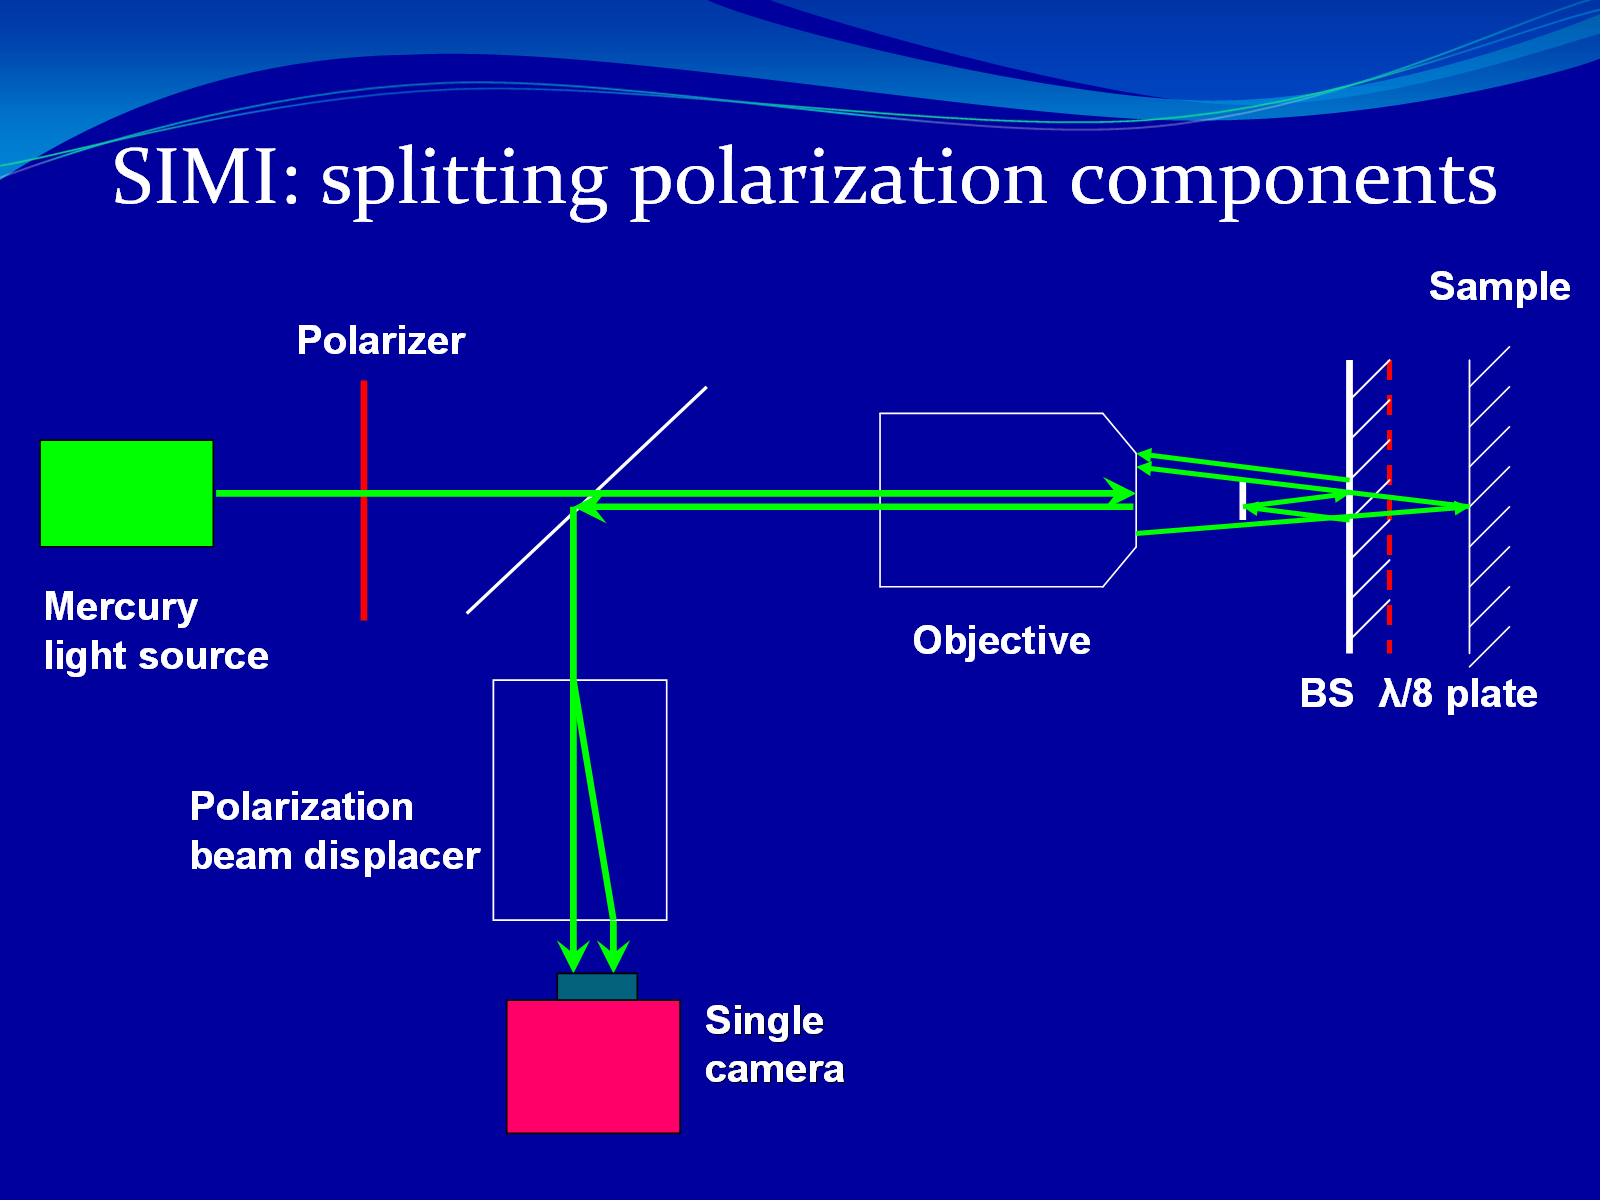 SIMI: splitting polarization components
Sample
Polarizer
Mercury
light source
Objective
BS λ/8 plate
Polarization
beam displacer
Single
camera